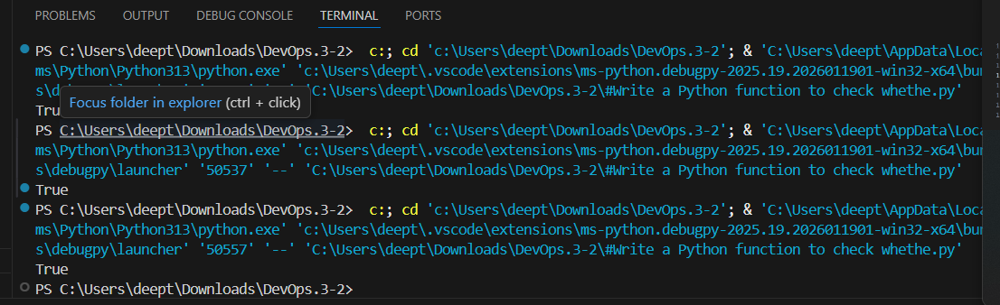 PROBLEMS OUTPUT DEBUG CONSOLE TERMINAL PORTS
PS C:\Users\deept\Downloads\DevOps.3-2>  c:; cd 'c:\Users\deept\Downloads\DevOps.3-2'; & 'C:\Users\deept\AppData\Loca
ms\Python\Python313\python.exe' 'c:\Users\deept\.vscode\extensions\ms-python.debugpy-2025.19.2026011901-win32-x64\bun
s\ 'C:\Users\deept\Downloads\DevOps.3-2\#Write a Python function to check whethe.py'
Focus folder in explorer (ctrl + click)
Tru
PS C:\Users\deept\Downloads\DevOps.3-2>  c:; cd 'c:\Users\deept\Downloads\DevOps.3-2'; & 'C:\Users\deept\AppData\Loca
ms\Python\Python313\python.exe' 'c:\Users\deept\.vscode\extensions\ms-python.debugpy-2025.19.2026011901-win32-x64\bun
s\debugpy\launcher' '50537' '--' 'C:\Users\deept\Downloads\DevOps.3-2\#Write a Python function to check whethe.py'
True
PS C:\Users\deept\Downloads\DevOps.3-2>  c:; cd 'c:\Users\deept\Downloads\DevOps.3-2'; & 'C:\Users\deept\AppData\Loca
ms\Python\Python313\python.exe' 'c:\Users\deept\.vscode\extensions\ms-python.debugpy-2025.19.2026011901-win32-x64\bun
s\debugpy\launcher' '50557' '--' 'C:\Users\deept\Downloads\DevOps.3-2\#Write a Python function to check whethe.py'
True
PS C:\Users\deept\Downloads\DevOps.3-2>